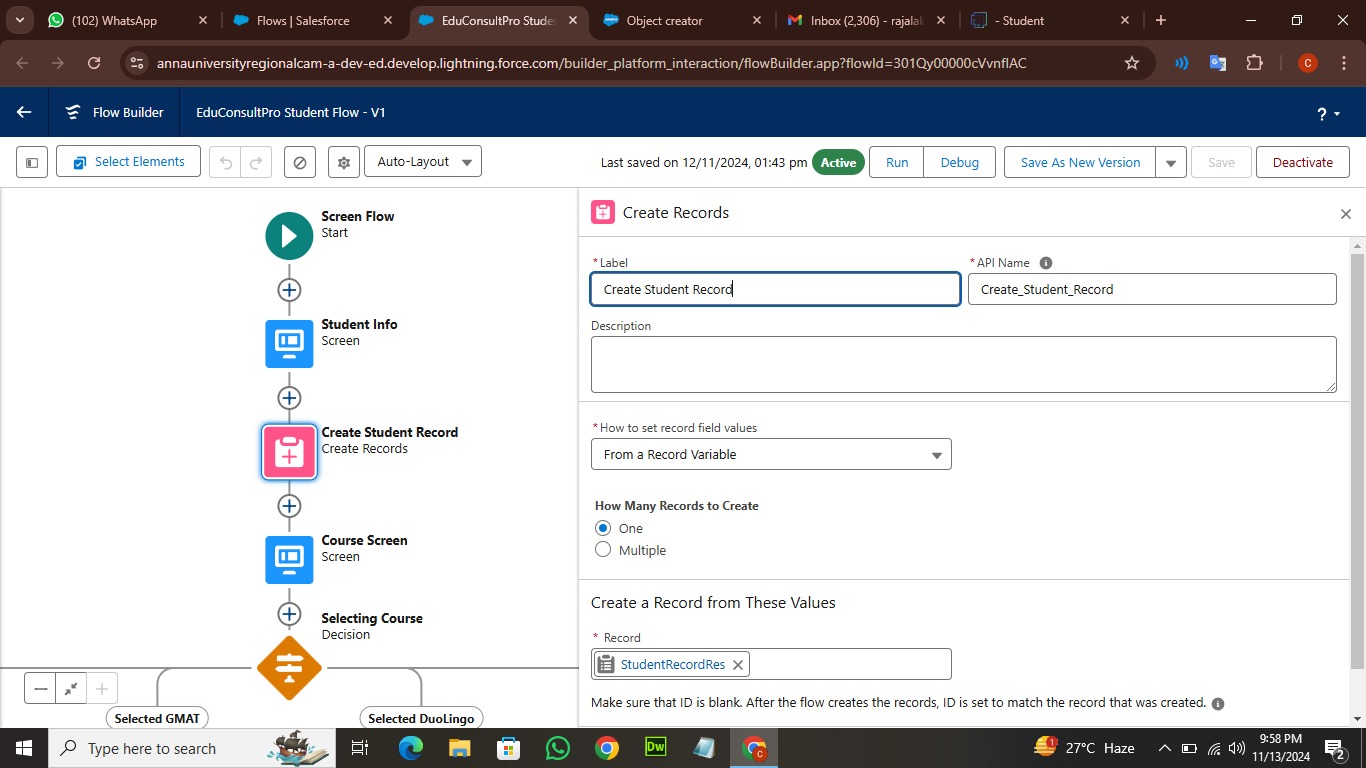 (102) WhatsApp
Flows | Salesforce
EduConsultPro Stude
Object creator
Inbox (2,306) - rajalal
- Student
annauniversityregionalcam-a-dev-ed.develop.lightning.force.com/builder_platform_interaction/flowBuilder.app?flowId=301Qy00000cVvnfIAC
C
Flow Builder
EduConsultPro Student Flow - V1
?
Select Elements
Auto-Layout
Last saved on 12/11/2024, 01:43 pm
Active
Run
Debug
Save As New Version
Save
Deactivate
Screen Flow
Start
Student Info
Screen
Create Student Record
Create Records
Course Screen
Screen
Selecting Course
Decision
Selected GMAT
Selected DuoLingo
Create Records
* Label
Create Student Record
* API Name
Create_Student_Record
Description
* How to set record field values
From a Record Variable
How Many Records to Create
One
Multiple
Create a Record from These Values
* Record
StudentRecordRes
Make sure that ID is blank. After the flow creates the records, ID is set to match the record that was created.
Type here to search
Dw
C
1
27°C Haze
9:58 PM
11/13/2024
2